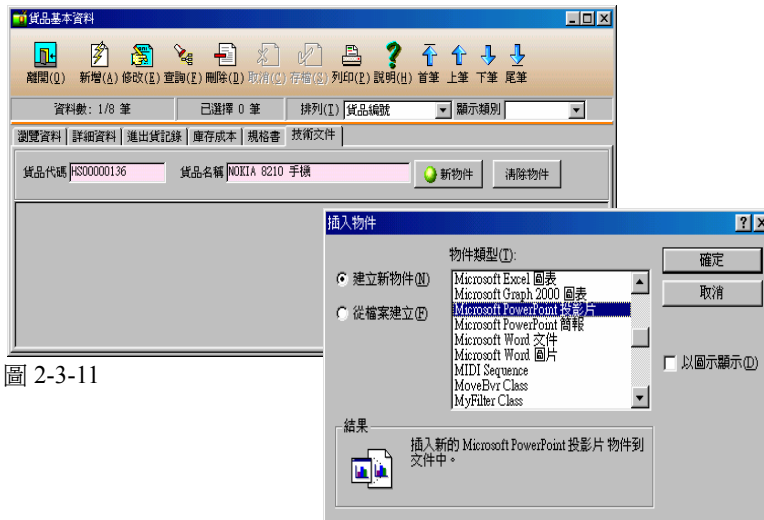 貨品基本資料
離開(Q) 新增(A) 修改(E) 查詢(F) 刪除(D) 取消(C) 存檔(S) 列印(P) 說明(H) 首筆 上筆 下筆 尾筆
資料數: 1/8 筆 已選擇 0 筆 排列(I) 貨品編號 顯示類別
瀏覽資料 詳細資料 進出貨記錄 庫存成本 規格書 技術文件
貨品代碼 HS00000136 貨品名稱 NOKIA 8210 手機 新物件 清除物件
圖 2-3-11
插入物件
物件類型(T):
建立新物件(N)
從檔案建立(F)
Microsoft Excel 圖表
Microsoft Graph 2000 圖表
Microsoft PowerPoint 投影片
Microsoft PowerPoint 簡報
Microsoft Word 文件
Microsoft Word 圖片
MIDI Sequence
MoveBvr Class
MyFilter Class
確定
取消
以圖示顯示(D)
結果
插入新的 Microsoft PowerPoint 投影片 物件到
文件中。